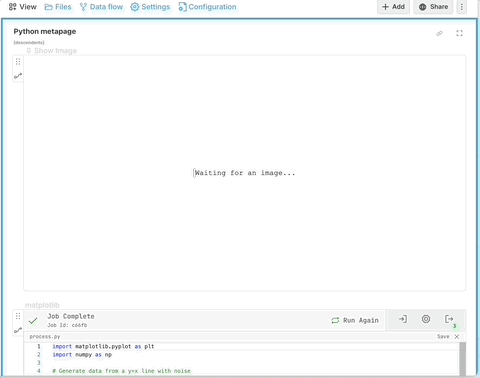 View Files Data flow Settings Configuration Add Share
Python metapage
(descendents)
Show Image
Waiting for an image...
matplotlib
Job Complete
Job Id: cddfb
Run Again
3
process.py Save
1 import matplotlib.pyplot as plt
2 import numpy as np
3
4 # Generate data from a y=x line with noise